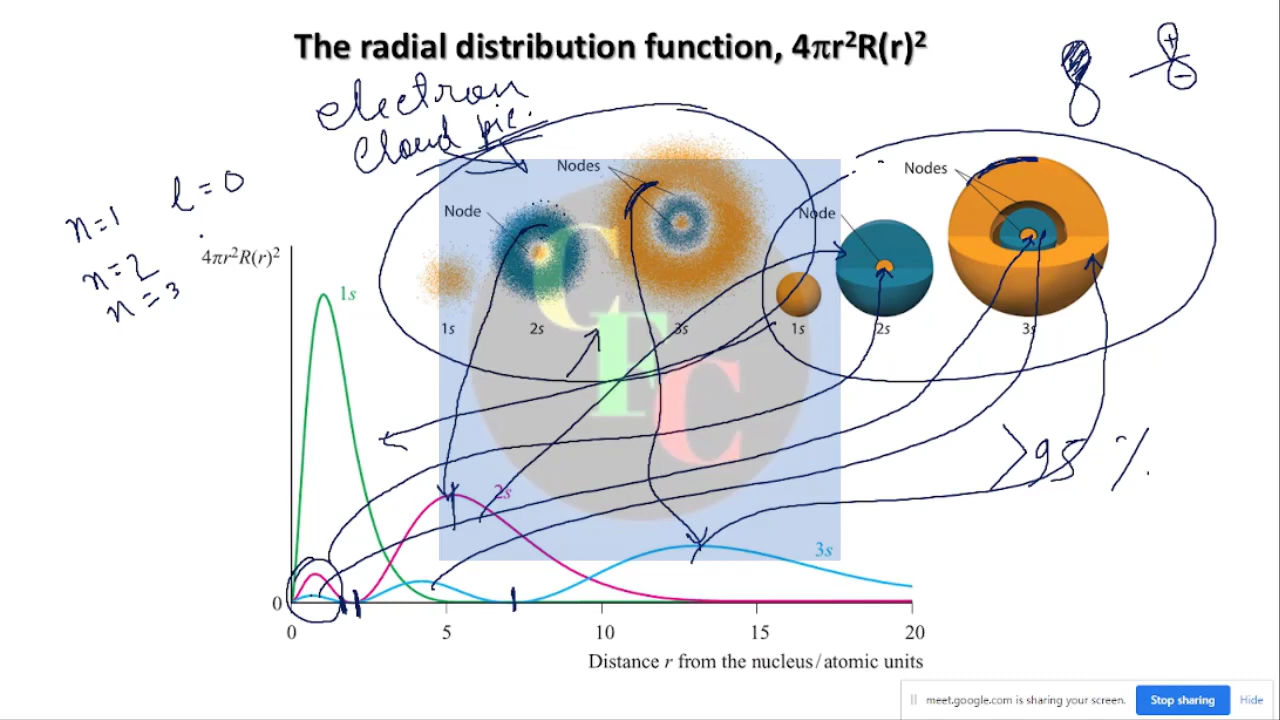 The radial distribution function, 4πr²R(r)²
electron
cloud pic.
+
−
n=1 l=0
n=2
n=3
Nodes
Node
1s
2s
3s
Nodes
Node
1s
2s
3s
C
F
C
4πr²R(r)²
1s
2s
3s
>95 %
0
0
5
10
15
20
Distance r from the nucleus/atomic units
meet.google.com is sharing your screen.
Stop sharing
Hide